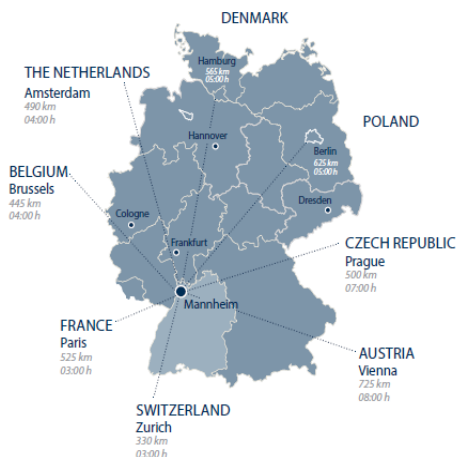 DENMARK
Hamburg
565 km
05:00 h
THE NETHERLANDS
Amsterdam
490 km
04:00 h
POLAND
Hannover
Berlin
625 km
05:00 h
BELGIUM
Brussels
445 km
04:00 h
Dresden
Cologne
Frankfurt
CZECH REPUBLIC
Prague
500 km
07:00 h
Mannheim
FRANCE
Paris
525 km
03:00 h
AUSTRIA
Vienna
725 km
08:00 h
SWITZERLAND
Zurich
330 km
03:00 h